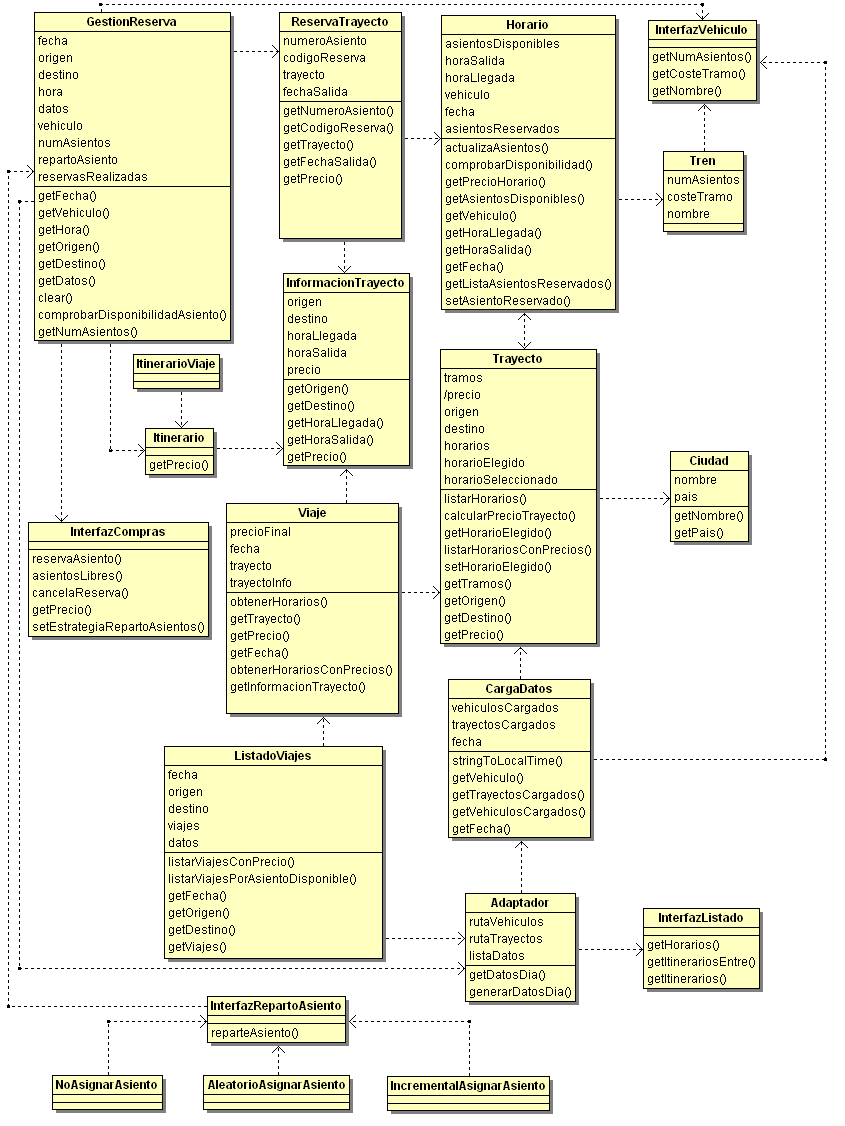 GestionReserva
fecha
origen
destino
hora
datos
vehiculo
numAsientos
repartoAsiento
reservasRealizadas
getFecha()
getVehiculo()
getHora()
getOrigen()
getDestino()
getDatos()
clear()
comprobarDisponibilidadAsiento()
getNumAsientos()
ReservaTrayecto
numeroAsiento
codigoReserva
trayecto
fechaSalida
getNumeroAsiento()
getCodigoReserva()
getTrayecto()
getFechaSalida()
getPrecio()
Horario
asientosDisponibles
horaSalida
horaLlegada
vehiculo
fecha
asientosReservados
actualizaAsientos()
comprobarDisponibilidad()
getPrecioHorario()
getAsientosDisponibles()
getVehiculo()
getHoraLlegada()
getHoraSalida()
getFecha()
getListaAsientosReservados()
setAsientoReservado()
InterfazVehiculo
getNumAsientos()
getCosteTramo()
getNombre()
Tren
numAsientos
costeTramo
nombre
InformacionTrayecto
origen
destino
horaLlegada
horaSalida
precio
getOrigen()
getDestino()
getHoraLlegada()
getHoraSalida()
getPrecio()
ItinerarioViaje
Itinerario
getPrecio()
Trayecto
tramos
/precio
origen
destino
horarios
horarioElegido
horarioSeleccionado
listarHorarios()
calcularPrecioTrayecto()
getHorarioElegido()
listarHorariosConPrecios()
setHorarioElegido()
getTramos()
getOrigen()
getDestino()
getPrecio()
Ciudad
nombre
pais
getNombre()
getPais()
InterfazCompras
reservaAsiento()
asientosLibres()
cancelaReserva()
getPrecio()
setEstrategiaRepartoAsientos()
Viaje
precioFinal
fecha
trayecto
trayectoInfo
obtenerHorarios()
getTrayecto()
getPrecio()
getFecha()
obtenerHorariosConPrecios()
getInformacionTrayecto()
CargaDatos
vehiculosCargados
trayectosCargados
fecha
stringToLocalTime()
getVehiculo()
getTrayectosCargados()
getVehiculosCargados()
getFecha()
ListadoViajes
fecha
origen
destino
viajes
datos
listarViajesConPrecio()
listarViajesPorAsientoDisponible()
getFecha()
getOrigen()
getDestino()
getViajes()
Adaptador
rutaVehiculos
rutaTrayectos
listaDatos
getDatosDia()
generarDatosDia()
InterfazListado
getHorarios()
getItinerariosEntre()
getItinerarios()
InterfazRepartoAsiento
reparteAsiento()
NoAsignarAsiento
AleatorioAsignarAsiento
IncrementalAsignarAsiento